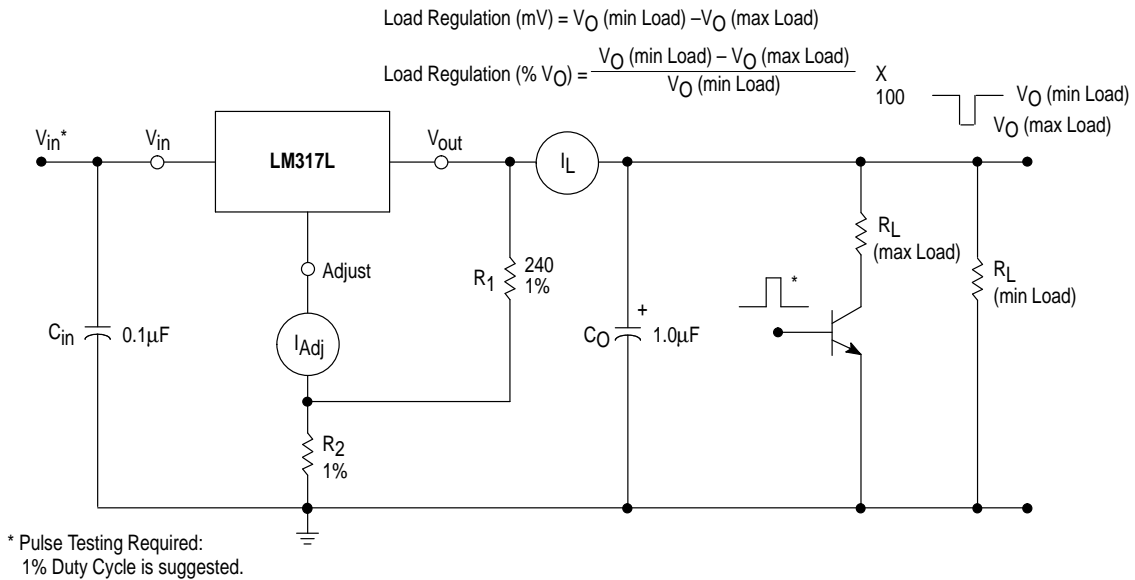 Load Regulation (mV) = VO (min Load) –VO (max Load)
Load Regulation (% VO) = VO (min Load) – VO (max Load)
VO (min Load)
X
100
VO (min Load)
VO (max Load)
Vin*
Vin
LM317L
Vout
IL
RL
(max Load)
Adjust
R1
240
1%
*
RL
(min Load)
Cin
0.1µF
IAdj
CO
+
1.0µF
R2
1%
* Pulse Testing Required:
1% Duty Cycle is suggested.